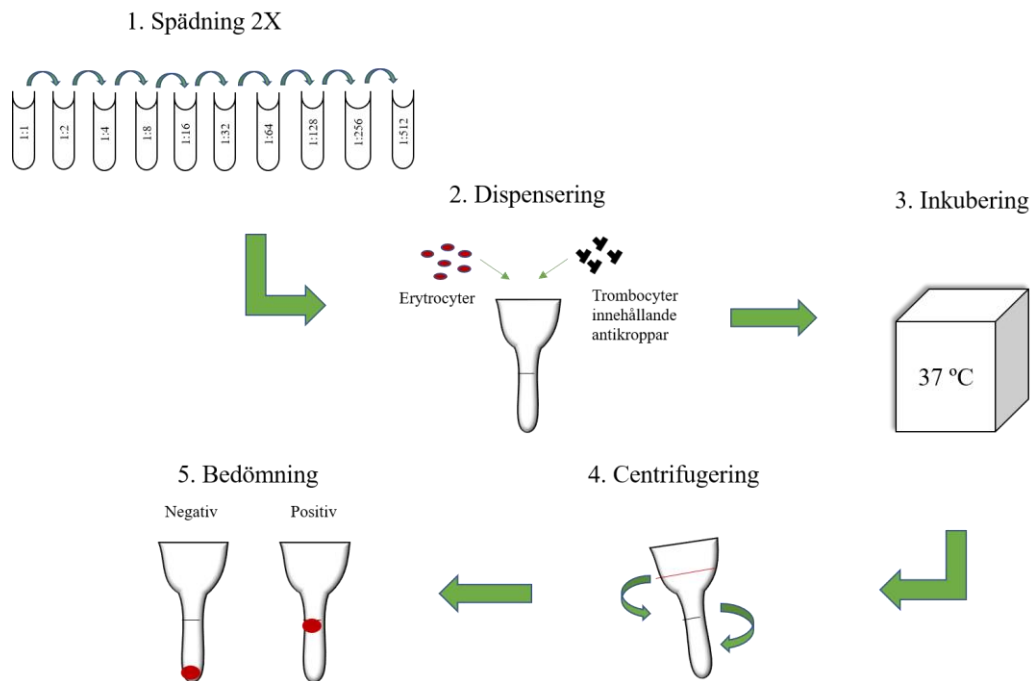 1. Spädning 2X
1:1
1:2
1:4
1:8
1:16
1:32
1:64
1:128
1:256
1:512
2. Dispensering
Erytrocyter
Trombocyter
innehållande
antikroppar
3. Inkubering
37 ºC
4. Centrifugering
5. Bedömning
Negativ
Positiv